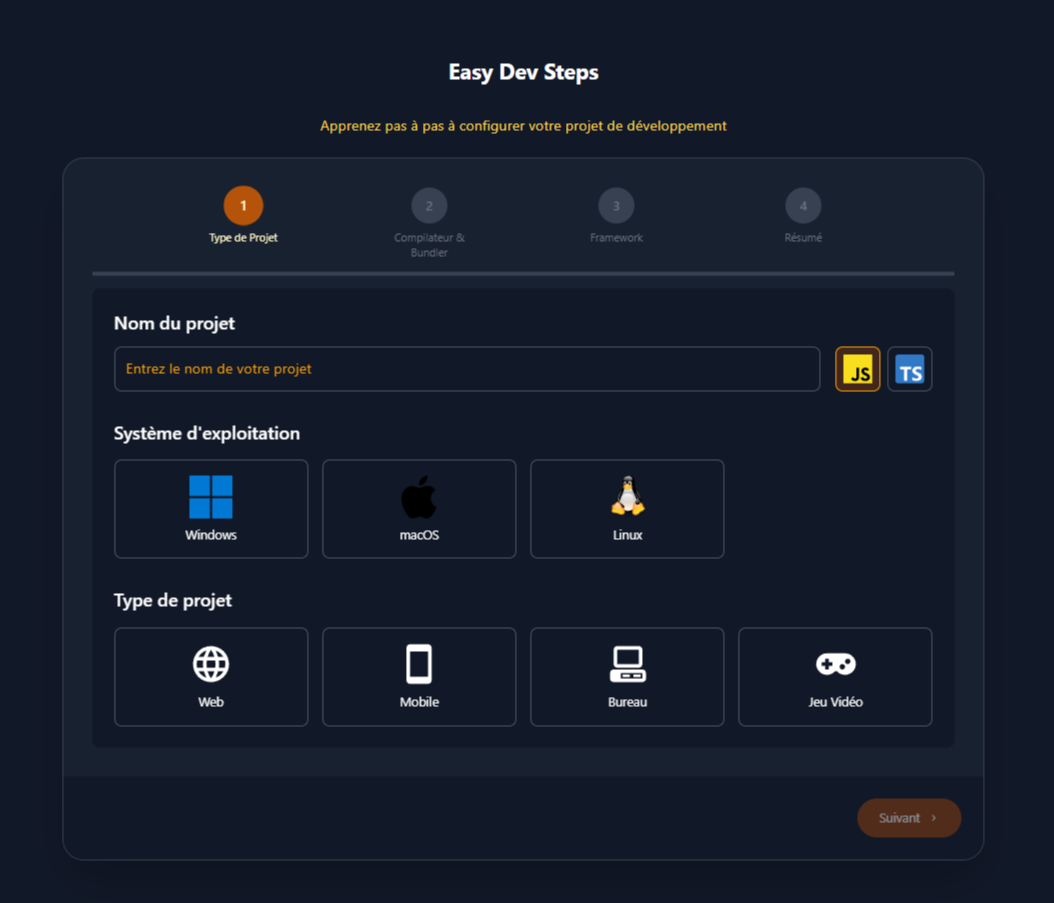 Easy Dev Steps
Apprenez pas à pas à configurer votre projet de développement
1
2
3
4
Type de Projet
Compilateur &
Bundler
Framework
Résumé
Nom du projet
Entrez le nom de votre projet
JS
TS
Système d'exploitation
Windows
macOS
Linux
Type de projet
Web
Mobile
Bureau
Jeu Vidéo
Suivant ›